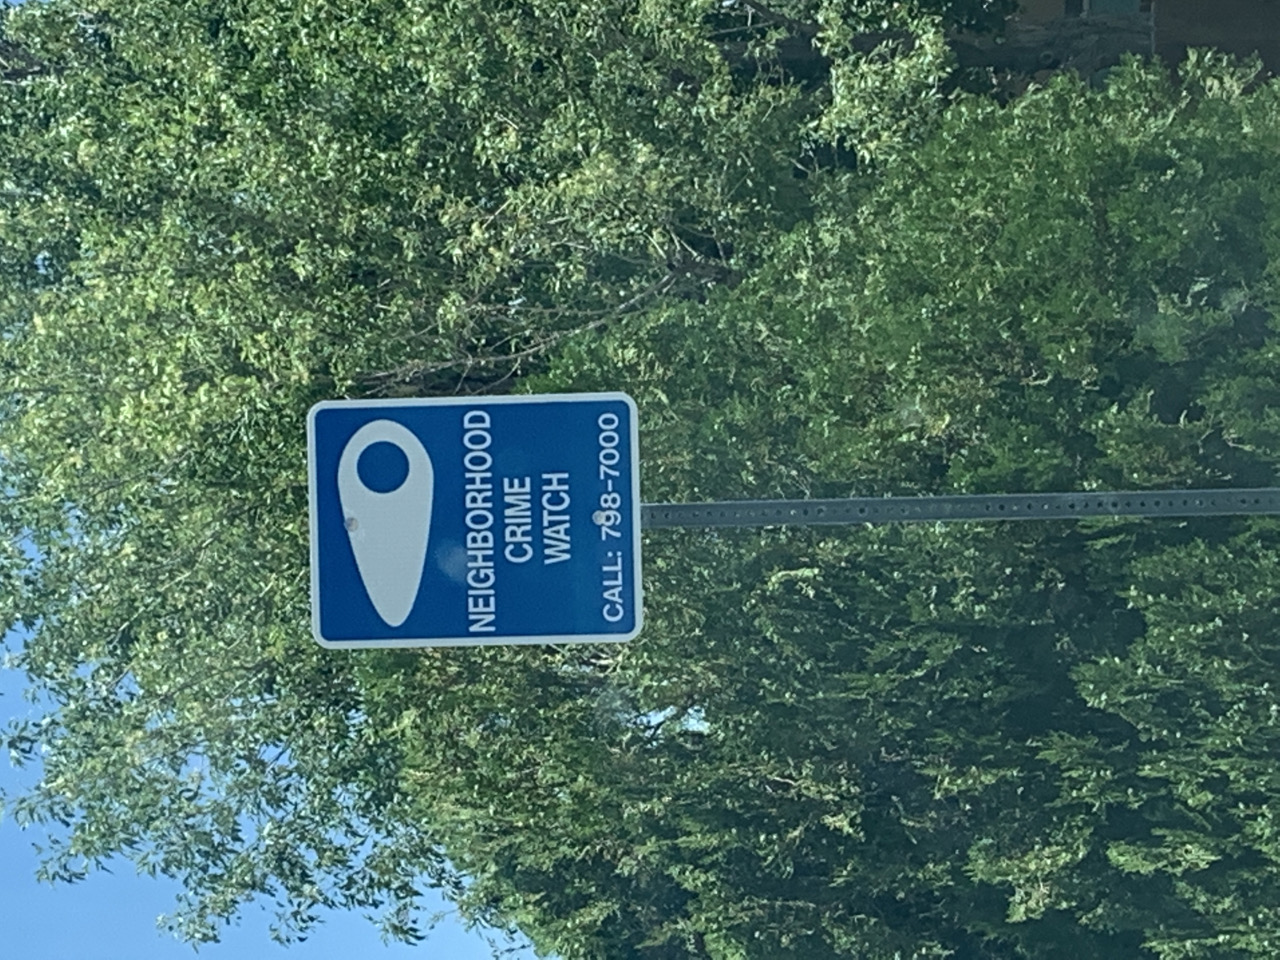 NEIGHBORHOOD
CRIME
WATCH
CALL: 798-7000